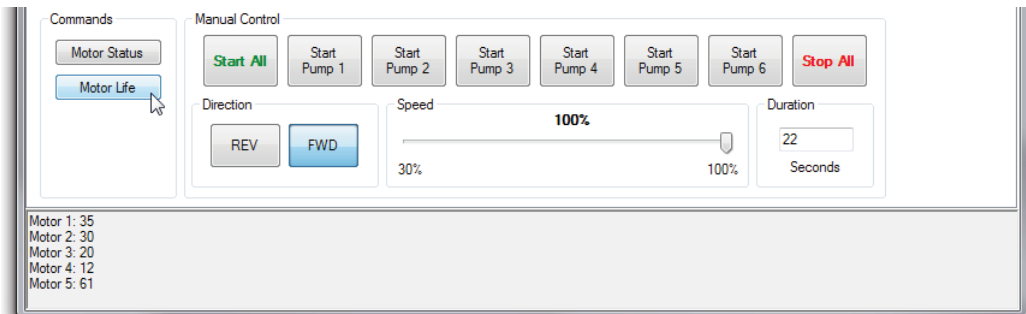 Commands
Motor Status
Motor Life
Manual Control
Start All
Start
Pump 1
Start
Pump 2
Start
Pump 3
Start
Pump 4
Start
Pump 5
Start
Pump 6
Stop All
Direction
REV
FWD
Speed
100%
30%
100%
Duration
22
Seconds
Motor 1: 35
Motor 2: 30
Motor 3: 20
Motor 4: 12
Motor 5: 61